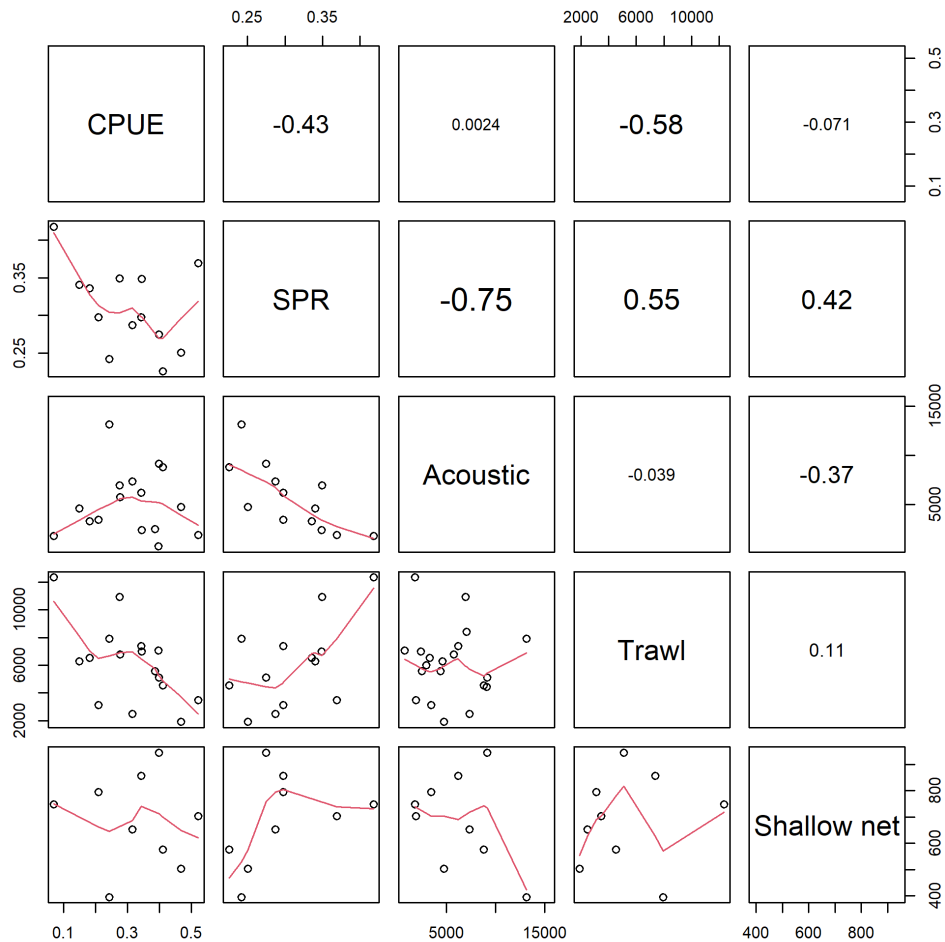 0.25 0.35 2000 6000 10000
CPUE -0.43 0.0024 -0.58 -0.071 0.1 0.3 0.5
0.25 0.35 SPR -0.75 0.55 0.42
Acoustic -0.039 -0.37 5000 15000
2000 6000 10000 Trawl 0.11
Shallow net 400 600 800
0.1 0.3 0.5 5000 15000 400 600 800